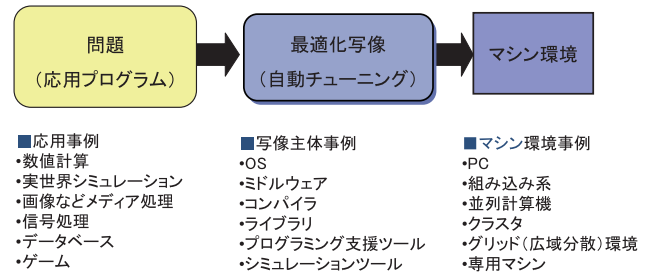 問題
（応用プログラム）
最適化写像
（自動チューニング）
マシン環境
■応用事例
・数値計算
・実世界シミュレーション
・画像などメディア処理
・信号処理
・データベース
・ゲーム
■写像主体事例
・OS
・ミドルウェア
・コンパイラ
・ライブラリ
・プログラミング支援ツール
・シミュレーションツール
■マシン環境事例
・PC
・組み込み系
・並列計算機
・クラスタ
・グリッド（広域分散）環境
・専用マシン